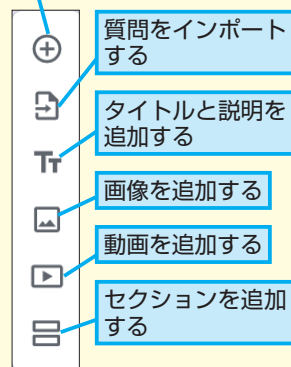 質問をインポート
する
タイトルと説明を
追加する
画像を追加する
動画を追加する
セクションを追加
する